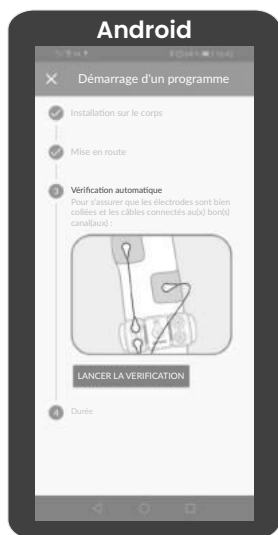 Android
Démarrage d'un programme
Installation sur le corps
Mise en route
3 Vérification automatique
Pour s'assurer que les électrodes sont bien
collées et les câbles connectés au(x) bon(s)
canal(aux) :
LANCER LA VERIFICATION
4 Durée